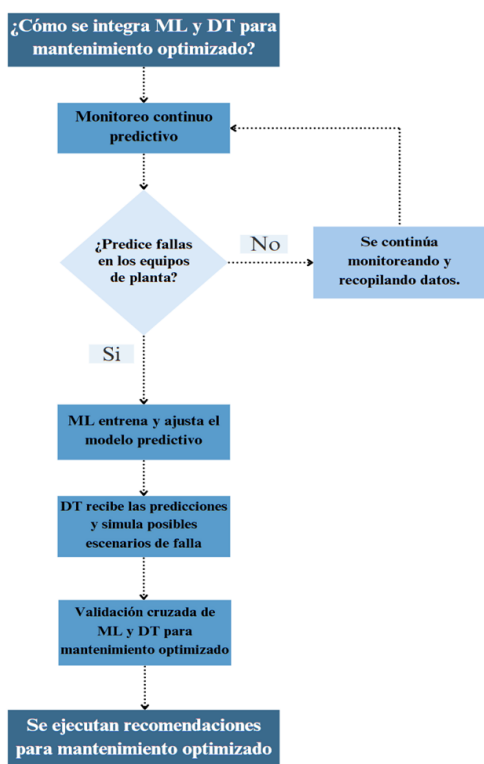 ¿Cómo se integra ML y DT para
mantenimiento optimizado?
Monitoreo continuo
predictivo
¿Predice fallas
en los equipos
de planta?
No
Se continúa
monitoreando y
recopilando datos.
Si
ML entrena y ajusta el
modelo predictivo
DT recibe las predicciones
y simula posibles
escenarios de falla
Validación cruzada de
ML y DT para
mantenimiento optimizado
Se ejecutan recomendaciones
para mantenimiento optimizado